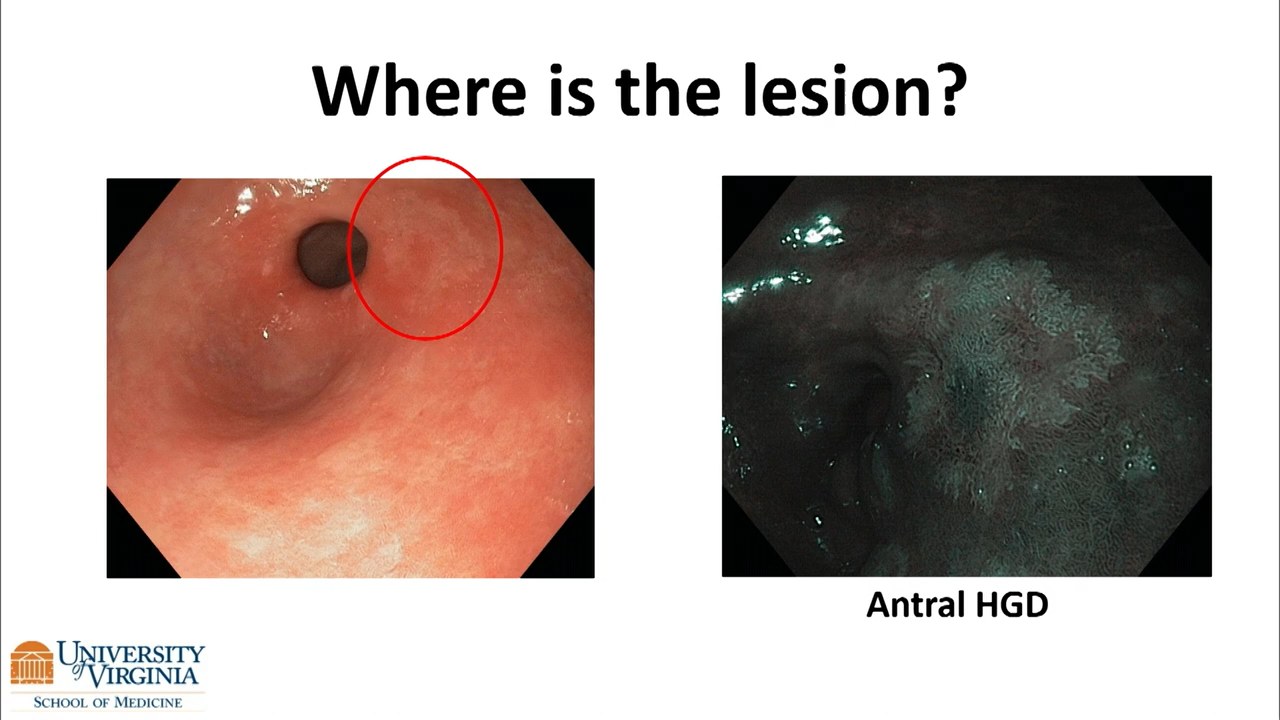 Where is the lesion?
Antral HGD
UNIVERSITY
of VIRGINIA
SCHOOL OF MEDICINE